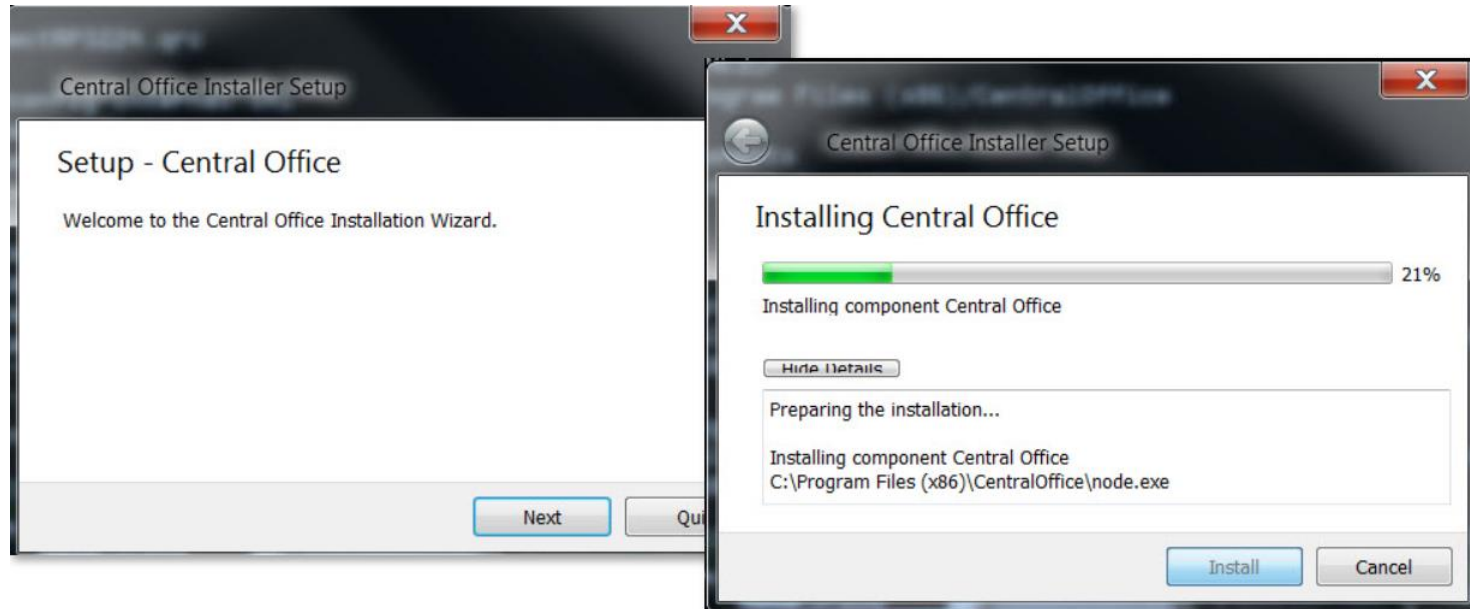 Central Office Installer Setup
Setup - Central Office
Welcome to the Central Office Installation Wizard.
Next
Central Office Installer Setup
Installing Central Office
21%
Installing component Central Office
Hide Details
Preparing the installation...
Installing component Central Office
C:\Program Files (x86)\CentralOffice\node.exe
Install Cancel